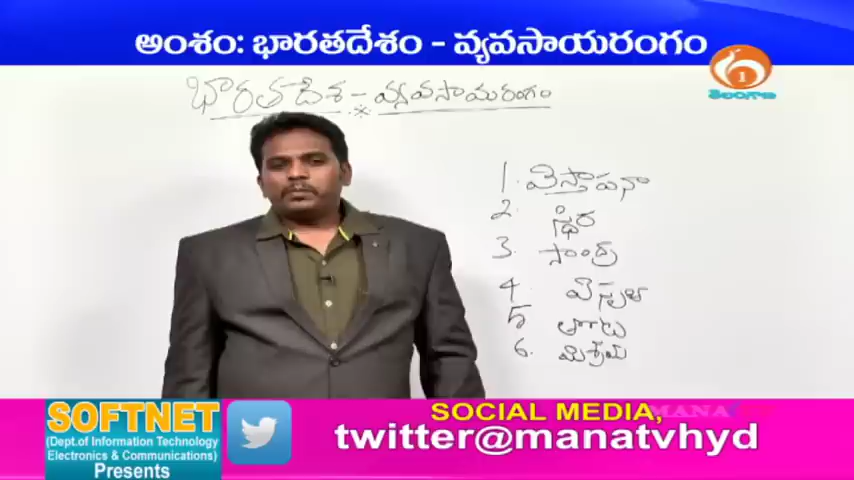 అంశం: భారతదేశం - వ్యవసాయరంగం
1
తెలంగాణ
భారతదేశ - వ్యవసాయరంగం
1. విస్తాపనా
2. స్థిర
3. సాంద్ర
4. విస్తృత
5 తోట
6. మిశ్రమ
SOFTNET
(Dept.of Information Technology
Electronics & Communications)
Presents
SOCIAL MEDIA,
twitter@manatvhyd